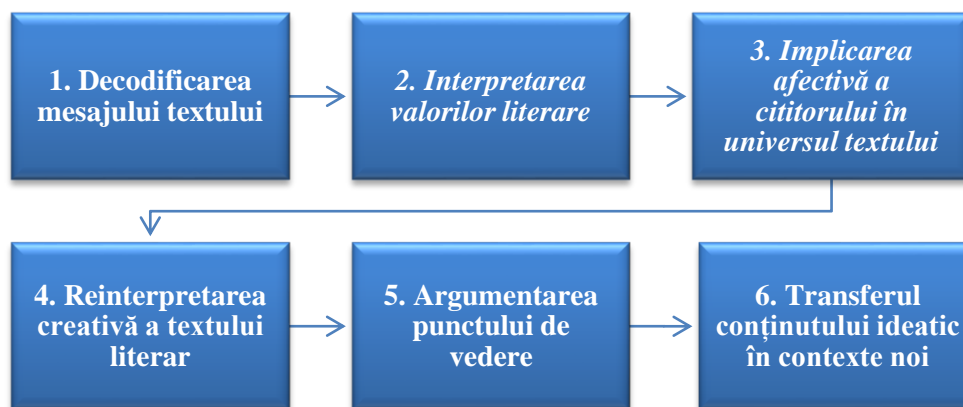 1. Decodificarea
mesajului textului
2. Interpretarea
valorilor literare
3. Implicarea
afectivă a
cititorului în
universul textului
4. Reinterpretarea
creativă a textului
literar
5. Argumentarea
punctului de
vedere
6. Transferul
conținutului ideatic
în contexte noi